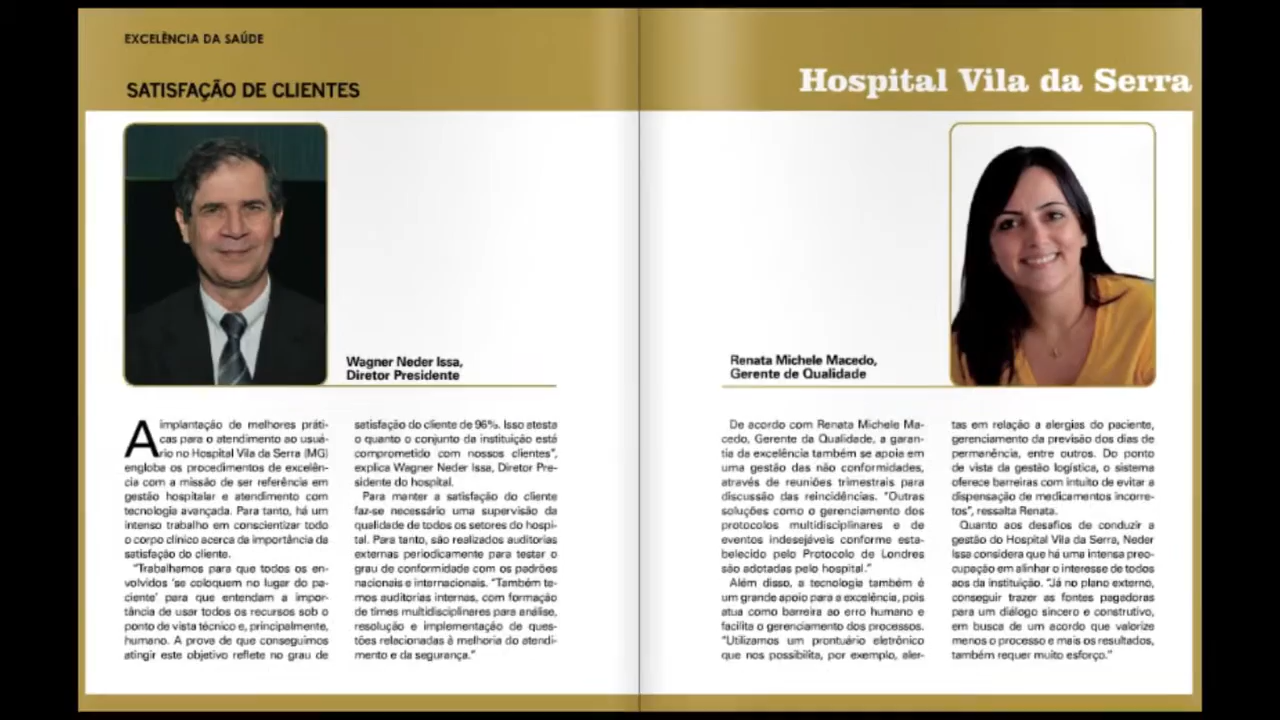 EXCELÊNCIA DA SAÚDE
SATISFAÇÃO DE CLIENTES
Hospital Vila da Serra
Wagner Neder Issa,
Diretor Presidente
A implantação de melhores práti-
cas para o atendimento ao usuá-
rio no Hospital Vila da Serra (MG)
engloba os procedimentos de excelên-
cia com a missão de ser referência em
gestão hospitalar e atendimento com
tecnologia avançada. Para tanto, há um
intenso trabalho em conscientizar todo
o corpo clínico acerca da importância da
satisfação do cliente.
“Trabalhamos para que todos os en-
volvidos ‘se coloquem no lugar do pa-
ciente’ para que entendam a impor-
tância de usar todos os recursos sob o
ponto de vista técnico e, principalmente,
humano. A prova de que conseguimos
atingir este objetivo reflete no grau de
satisfação do cliente de 96%. Isso atesta
o quanto o conjunto da instituição está
comprometido com nossos clientes”,
explica Wagner Neder Issa, Diretor Pre-
sidente do hospital.
Para manter a satisfação do cliente
faz-se necessário uma supervisão da
qualidade de todos os setores do hospi-
tal. Para tanto, são realizados auditorias
externas periodicamente para testar o
grau de conformidade com os padrões
nacionais e internacionais. “Também te-
mos auditorias internas, com formação
de times multidisciplinares para análise,
resolução e implementação de ques-
tões relacionadas à melhoria do atendi-
mento e da segurança.”
Renata Michele Macedo,
Gerente de Qualidade
De acordo com Renata Michele Ma-
cedo, Gerente da Qualidade, a garan-
tia da excelência também se apoia em
uma gestão das não conformidades,
através de reuniões trimestrais para
discussão das reincidências. “Outras
soluções como o gerenciamento dos
protocolos multidisciplinares e de
eventos indesejáveis conforme esta-
belecido pelo Protocolo de Londres
são adotadas pelo hospital.”
Além disso, a tecnologia também é
um grande apoio para a excelência, pois
atua como barreira ao erro humano e
facilita o gerenciamento dos processos.
“Utilizamos um prontuário eletrônico
que nos possibilita, por exemplo, aler-
tas em relação a alergias do paciente,
gerenciamento da previsão dos dias de
permanência, entre outros. Do ponto
de vista da gestão logística, o sistema
oferece barreiras com intuito de evitar a
dispensação de medicamentos incorre-
tos”, ressalta Renata.
Quanto aos desafios de conduzir a
gestão do Hospital Vila da Serra, Neder
Issa considera que há uma intensa preo-
cupação em alinhar o interesse de todos
aos da instituição. “Já no plano externo,
conseguir trazer as fontes pagadoras
para um diálogo sincero e construtivo,
em busca de um acordo que valorize
menos o processo e mais os resultados,
também requer muito esforço.”